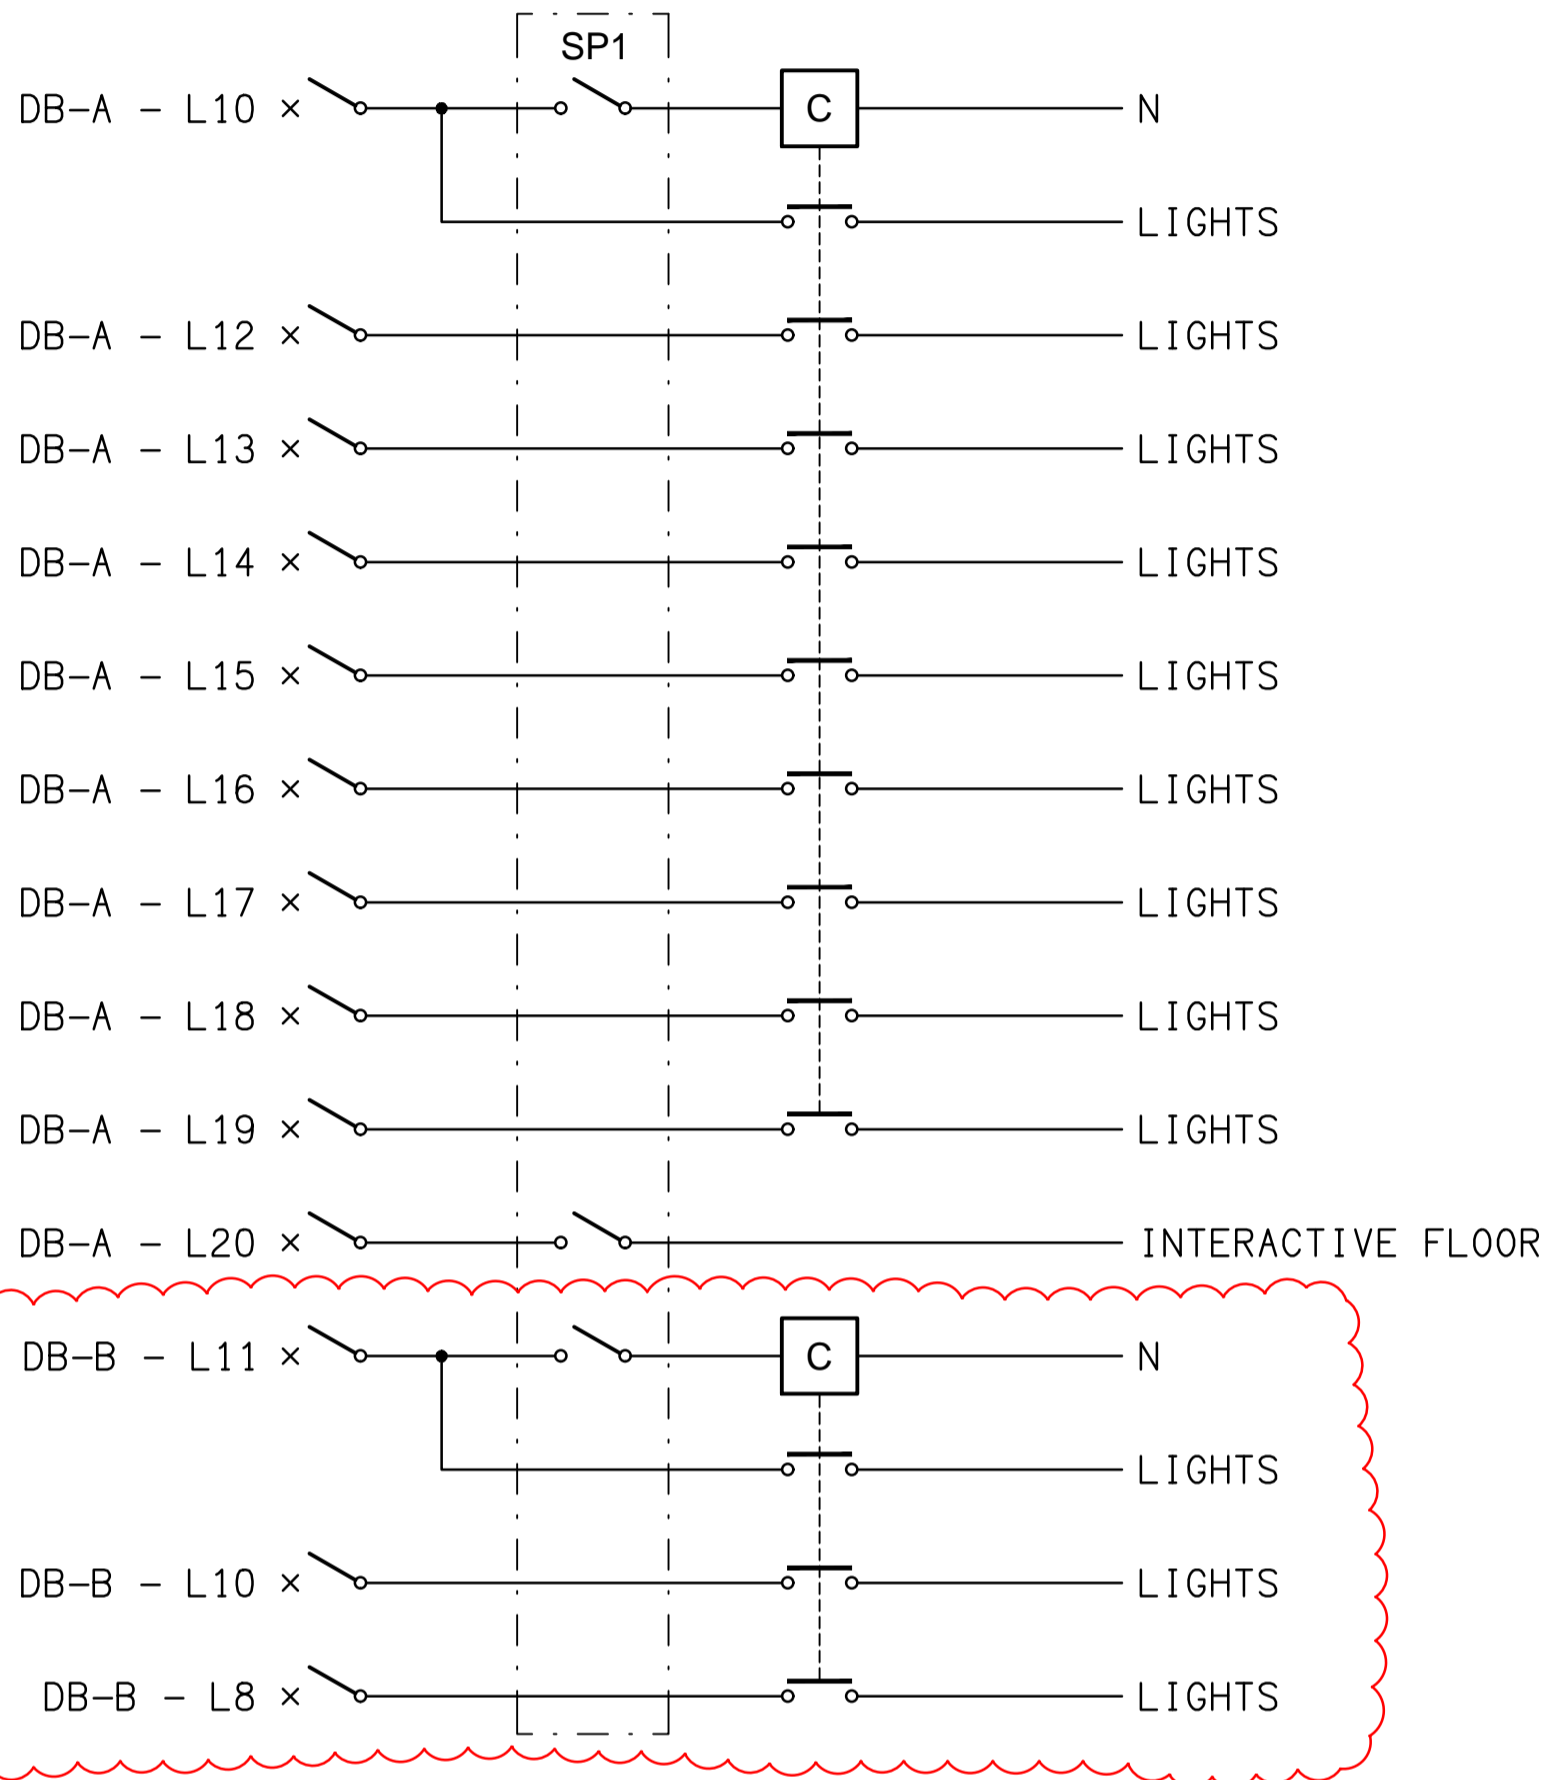 SP1
DB-A - L10 × C N
LIGHTS
DB-A - L12 × LIGHTS
DB-A - L13 × LIGHTS
DB-A - L14 × LIGHTS
DB-A - L15 × LIGHTS
DB-A - L16 × LIGHTS
DB-A - L17 × LIGHTS
DB-A - L18 × LIGHTS
DB-A - L19 × LIGHTS
DB-A - L20 × INTERACTIVE FLOOR
DB-B - L11 × C N
LIGHTS
DB-B - L10 × LIGHTS
DB-B - L8 × LIGHTS